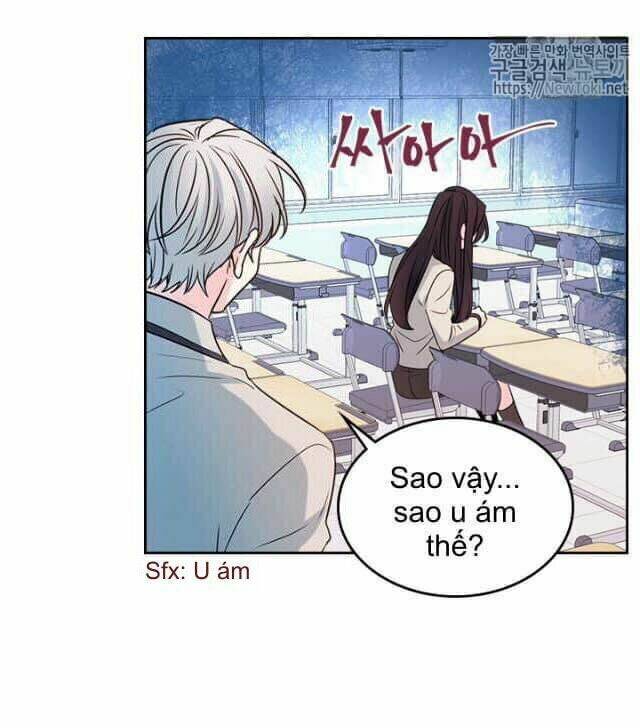 가장 빠른 만화 번역사이트
구글검색 뉴토끼
https://NewToki.net
싸아아
Sao vậy...
sao u ám
thế?
Sfx: U ám